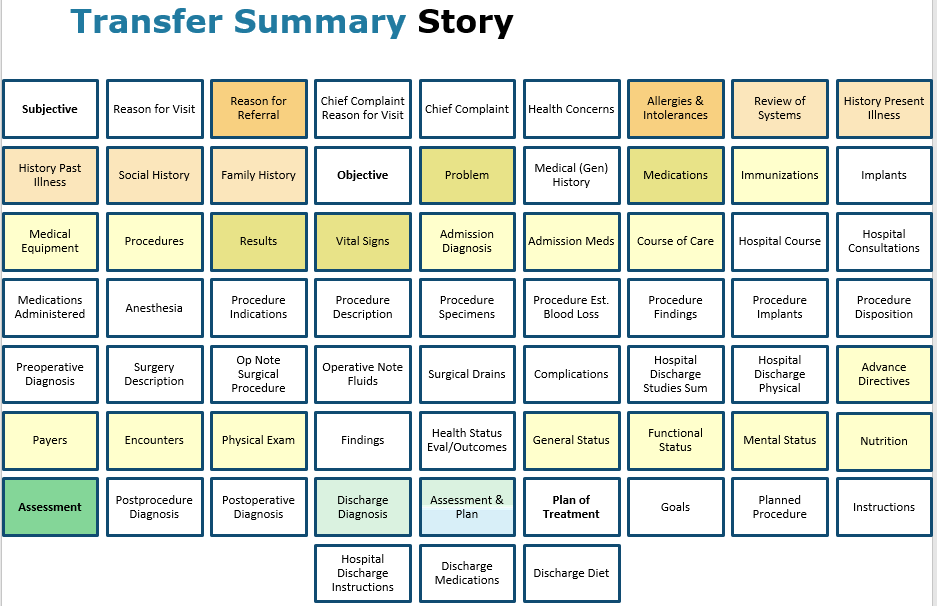 Transfer Summary Story
Subjective
Reason for Visit
Reason for
Referral
Chief Complaint
Reason for Visit
Chief Complaint
Health Concerns
Allergies &
Intolerances
Review of
Systems
History Present
Illness
History Past
Illness
Social History
Family History
Objective
Problem
Medical (Gen)
History
Medications
Immunizations
Implants
Medical
Equipment
Procedures
Results
Vital Signs
Admission
Diagnosis
Admission Meds
Course of Care
Hospital Course
Hospital
Consultations
Medications
Administered
Anesthesia
Procedure
Indications
Procedure
Description
Procedure
Specimens
Procedure Est.
Blood Loss
Procedure
Findings
Procedure
Implants
Procedure
Disposition
Preoperative
Diagnosis
Surgery
Description
Op Note
Surgical
Procedure
Operative Note
Fluids
Surgical Drains
Complications
Hospital
Discharge
Studies Sum
Hospital
Discharge
Physical
Advance
Directives
Payers
Encounters
Physical Exam
Findings
Health Status
Eval/Outcomes
General Status
Functional
Status
Mental Status
Nutrition
Assessment
Postprocedure
Diagnosis
Postoperative
Diagnosis
Discharge
Diagnosis
Assessment &
Plan
Plan of
Treatment
Goals
Planned
Procedure
Instructions
Hospital
Discharge
Instructions
Discharge
Medications
Discharge Diet